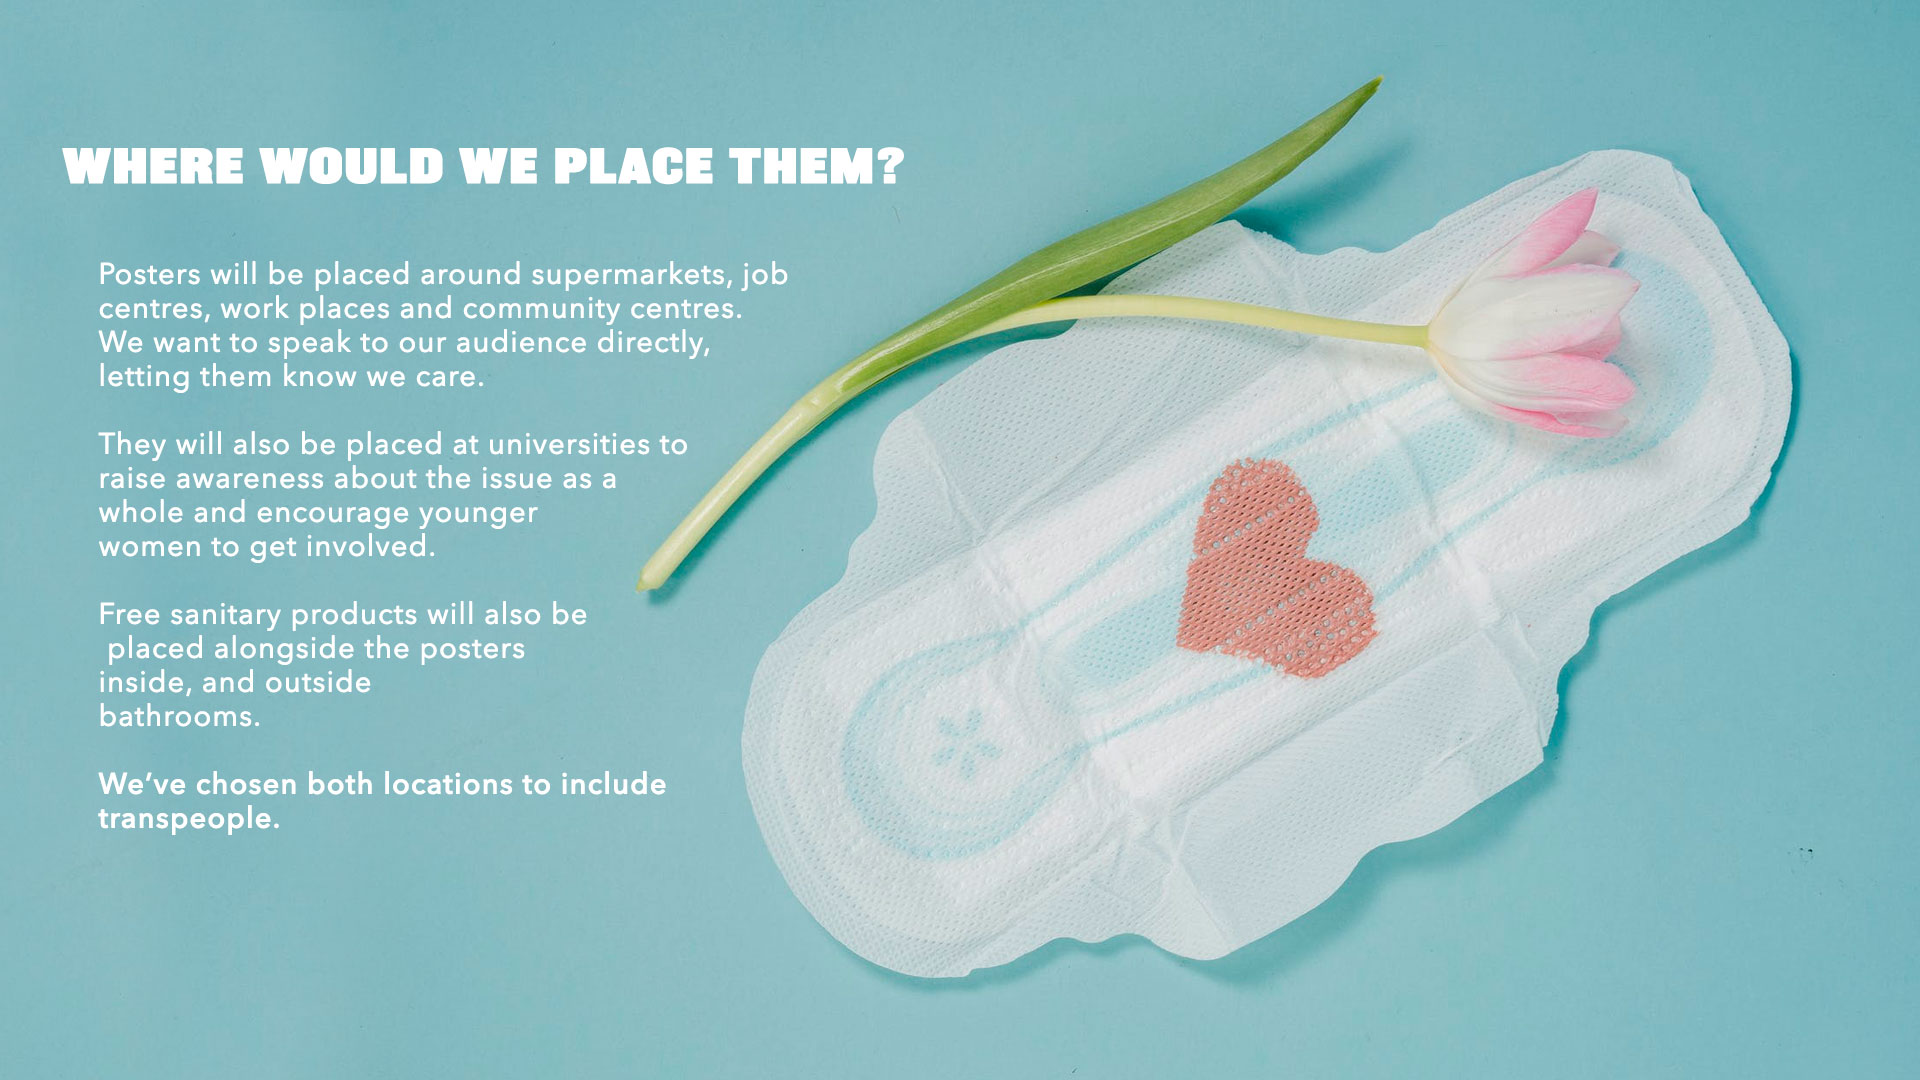 WHERE WOULD WE PLACE THEM?
Posters will be placed around supermarkets, job
centres, work places and community centres.
We want to speak to our audience directly,
letting them know we care.
They will also be placed at universities to
raise awareness about the issue as a
whole and encourage younger
women to get involved.
Free sanitary products will also be
placed alongside the posters
inside, and outside
bathrooms.
We’ve chosen both locations to include
transpeople.